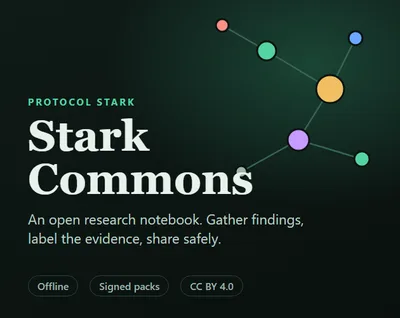 PROTOCOL STARK
Stark
Commons
An open research notebook. Gather findings,
label the evidence, share safely.
Offline
Signed packs
CC BY 4.0